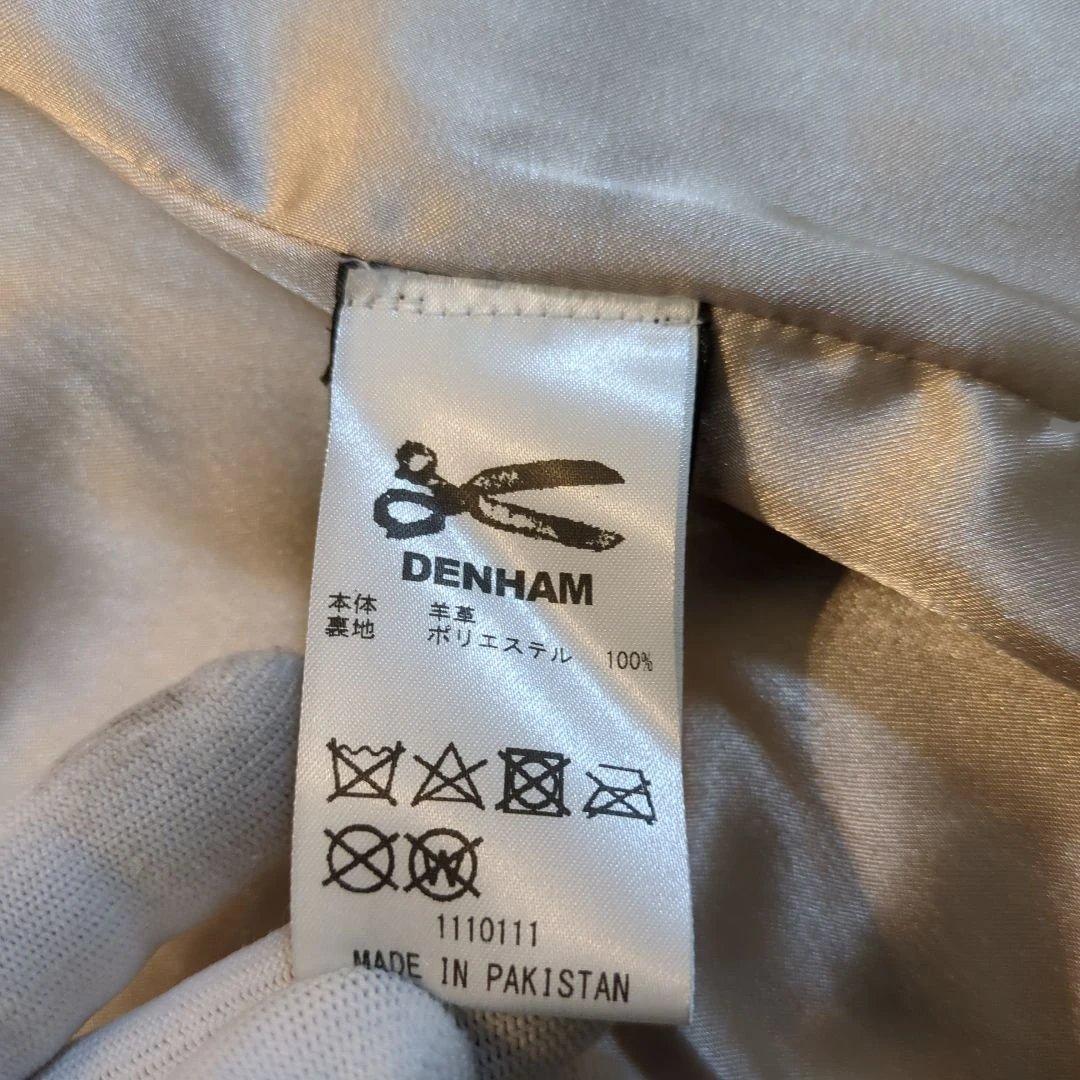 DENHAM
本体 羊革
裏地 ポリエステル 100%
W
1110111
MADE IN PAKISTAN